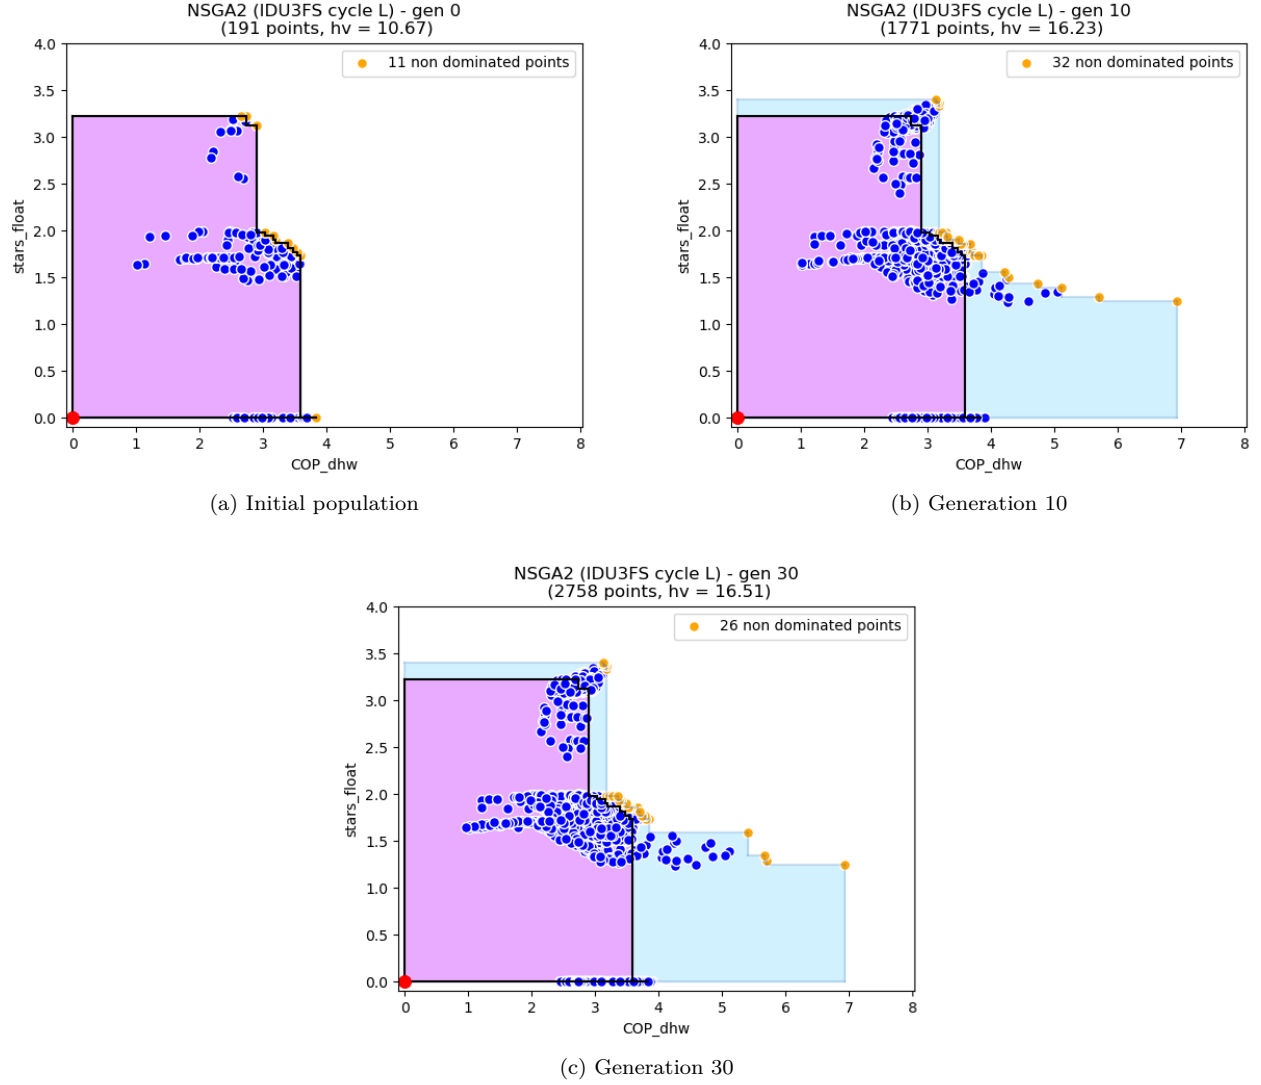 NSGA2 (IDU3FS cycle L) - gen 0
(191 points, hv = 10.67)
11 non dominated points
4.0
3.5
3.0
2.5
2.0
1.5
1.0
0.5
0.0
stars_float
0 1 2 3 4 5 6 7 8
COP_dhw
(a) Initial population
NSGA2 (IDU3FS cycle L) - gen 10
(1771 points, hv = 16.23)
32 non dominated points
4.0
3.5
3.0
2.5
2.0
1.5
1.0
0.5
0.0
stars_float
0 1 2 3 4 5 6 7 8
COP_dhw
(b) Generation 10
NSGA2 (IDU3FS cycle L) - gen 30
(2758 points, hv = 16.51)
26 non dominated points
4.0
3.5
3.0
2.5
2.0
1.5
1.0
0.5
0.0
stars_float
0 1 2 3 4 5 6 7 8
COP_dhw
(c) Generation 30